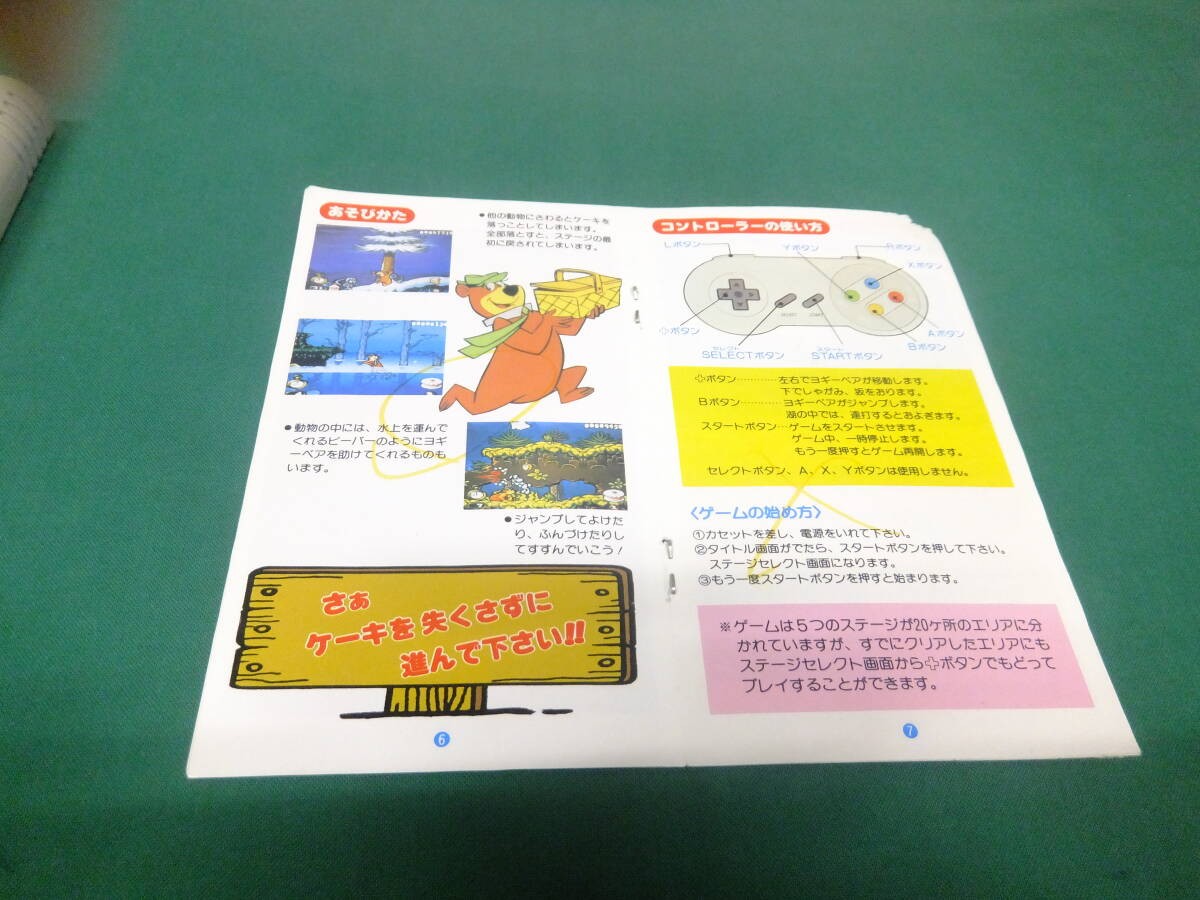 あそびかた
●他の動物にさわるとケーキを
落っことしてしまいます。
全部落とすと、ステージの最
初に戻されてしまいます。
●動物の中には、水上を運んで
くれるビーバーのようにヨギ
ーベアを助けてくれるものも
います。
●ジャンプしてよけた
り、ふんづけたりし
てすすんでいこう!
さぁ
ケーキを失くさずに
進んで下さい!!
6
コントローラーの使い方
Lボタン
Yボタン
Rボタン
Xボタン
✚ボタン
Aボタン
Bボタン
セレクト
SELECTボタン
スタート
STARTボタン
SELECT
START
✚ボタン…………左右でヨギーベアが移動します。
下でしゃがみ、坂をおります。
Bボタン…………ヨギーベアがジャンプします。
湖の中では、連打するとおよぎます。
スタートボタン…ゲームをスタートさせます。
ゲーム中、一時停止します。
もう一度押すとゲーム再開します。
セレクトボタン、A、X、Yボタンは使用しません。
〈ゲームの始め方〉
①カセットを差し、電源をいれて下さい。
②タイトル画面がでたら、スタートボタンを押して下さい。
ステージセレクト画面になります。
③もう一度スタートボタンを押すと始まります。
※ゲームは5つのステージが20ヶ所のエリアに分
かれていますが、すでにクリアしたエリアにも
ステージセレクト画面から✚ボタンでもどって
プレイすることができます。
7